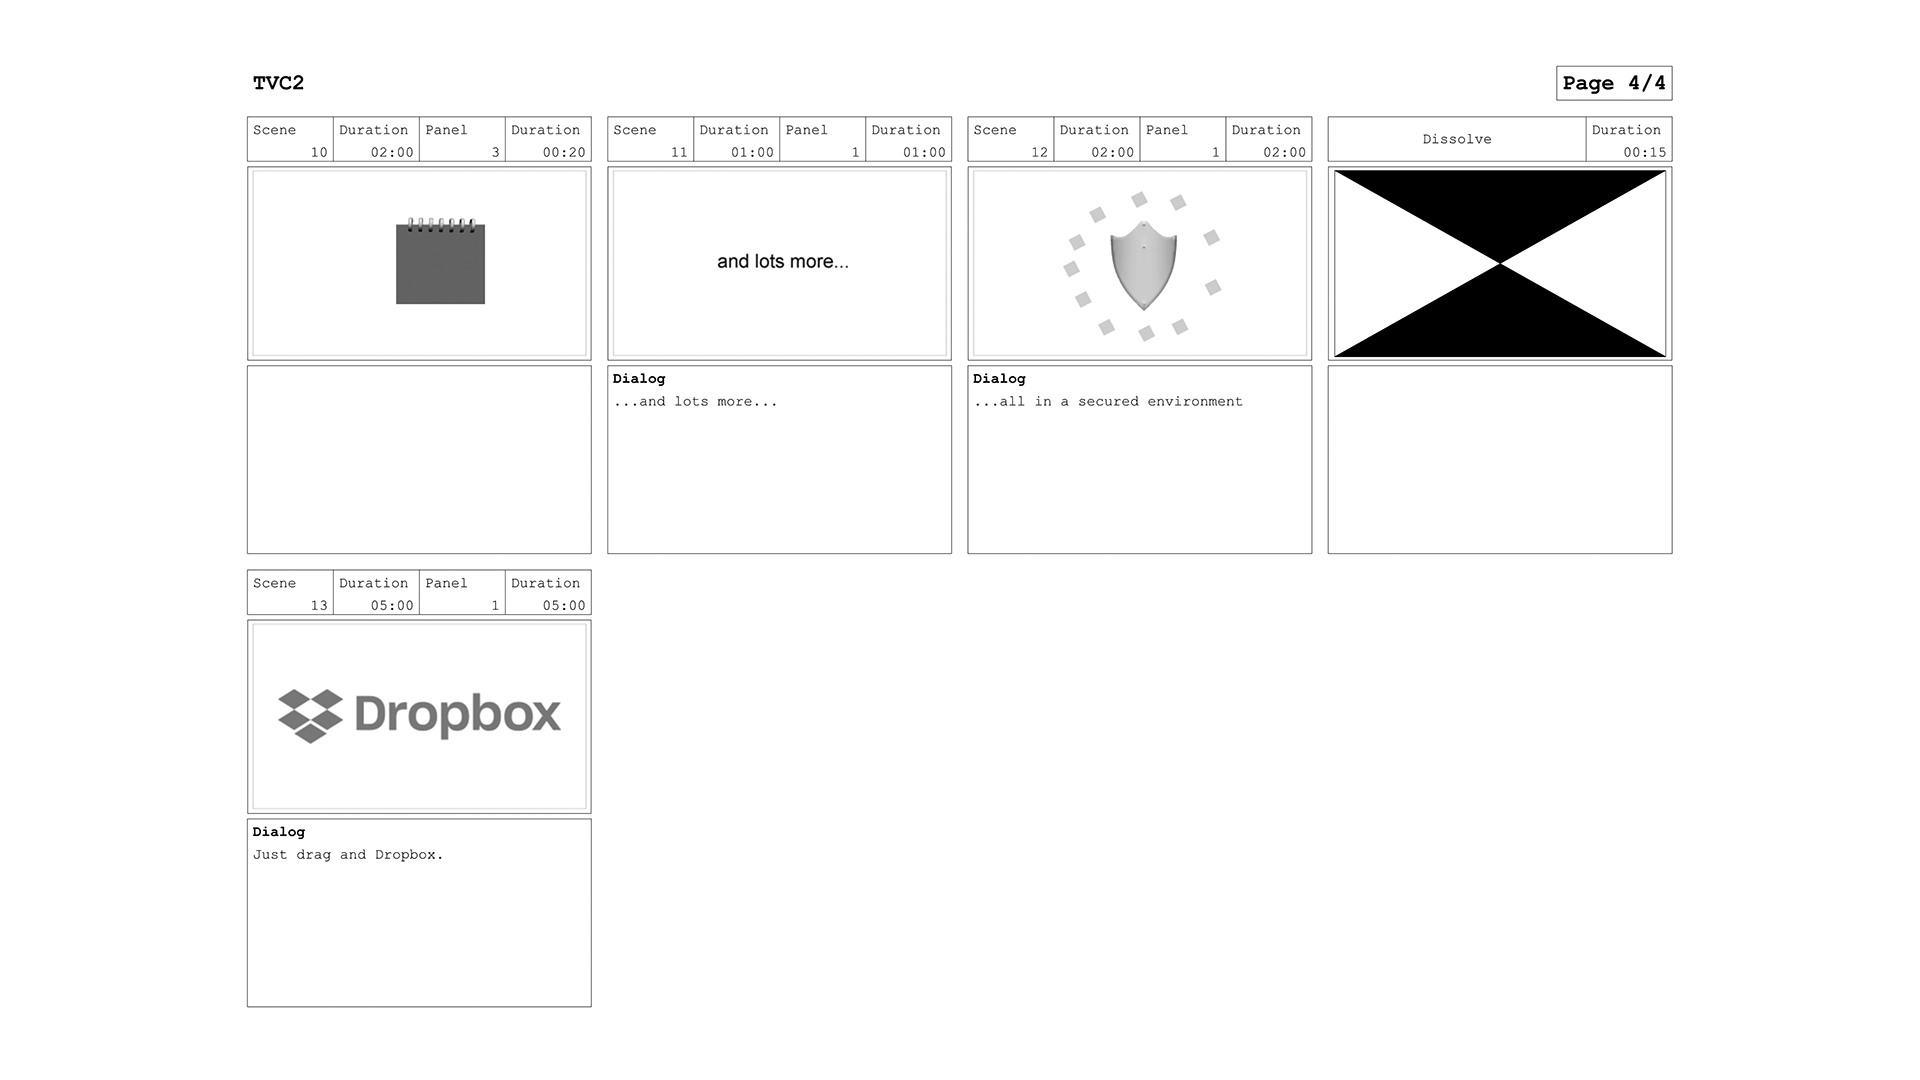 TVC2
Page 4/4
Scene Duration Panel Duration
10 02:00 3 00:20
Scene Duration Panel Duration
11 01:00 1 01:00
and lots more...
Dialog
...and lots more...
Scene Duration Panel Duration
12 02:00 1 02:00
Dialog
...all in a secured environment
Dissolve
Duration
00:15
Scene Duration Panel Duration
13 05:00 1 05:00
Dropbox
Dialog
Just drag and Dropbox.